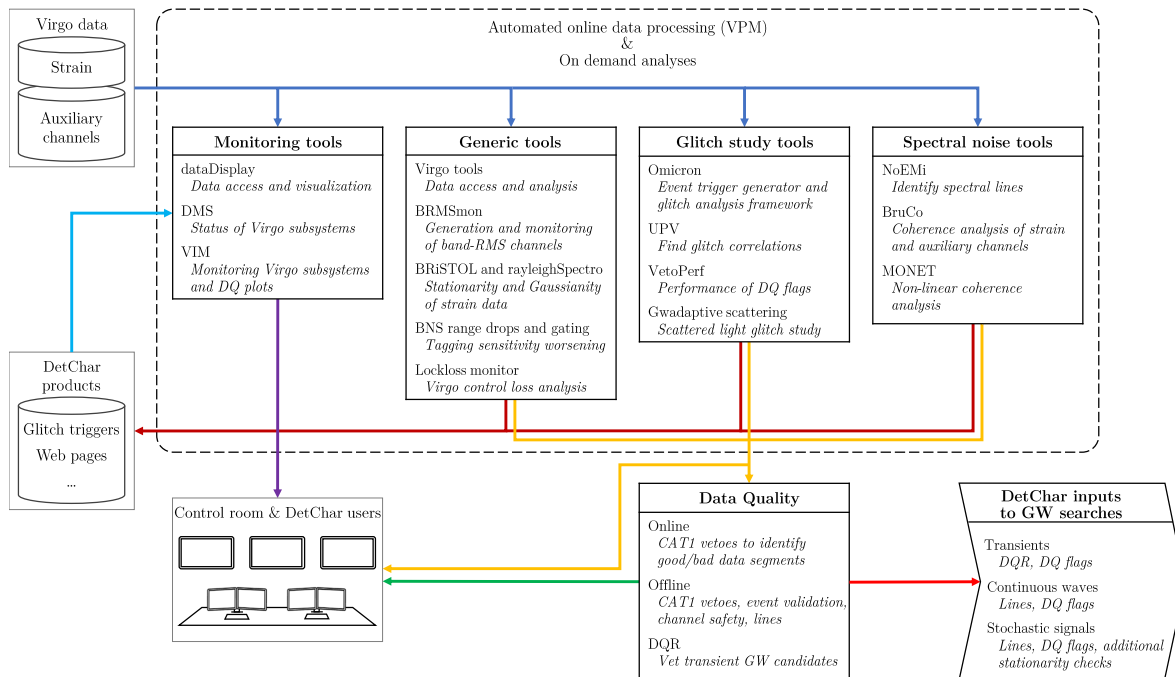 Virgo data
Strain
Auxiliary
channels
Automated online data processing (VPM)
&
On demand analyses
Monitoring tools
dataDisplay
Data access and visualization
DMS
Status of Virgo subsystems
VIM
Monitoring Virgo subsystems
and DQ plots
Generic tools
Virgo tools
Data access and analysis
BRMSmon
Generation and monitoring
of band-RMS channels
BRiSTOL and rayleighSpectro
Stationarity and Gaussianity
of strain data
BNS range drops and gating
Tagging sensitivity worsening
Lockloss monitor
Virgo control loss analysis
Glitch study tools
Omicron
Event trigger generator and
glitch analysis framework
UPV
Find glitch correlations
VetoPerf
Performance of DQ flags
Gwadaptive scattering
Scattered light glitch study
Spectral noise tools
NoEMi
Identify spectral lines
BruCo
Coherence analysis of strain
and auxiliary channels
MONET
Non-linear coherence
analysis
DetChar
products
Glitch triggers
Web pages
...
Control room & DetChar users
Data Quality
Online
CAT1 vetoes to identify
good/bad data segments
Offline
CAT1 vetoes, event validation,
channel safety, lines
DQR
Vet transient GW candidates
DetChar inputs
to GW searches
Transients
DQR, DQ flags
Continuous waves
Lines, DQ flags
Stochastic signals
Lines, DQ flags, additional
stationarity checks